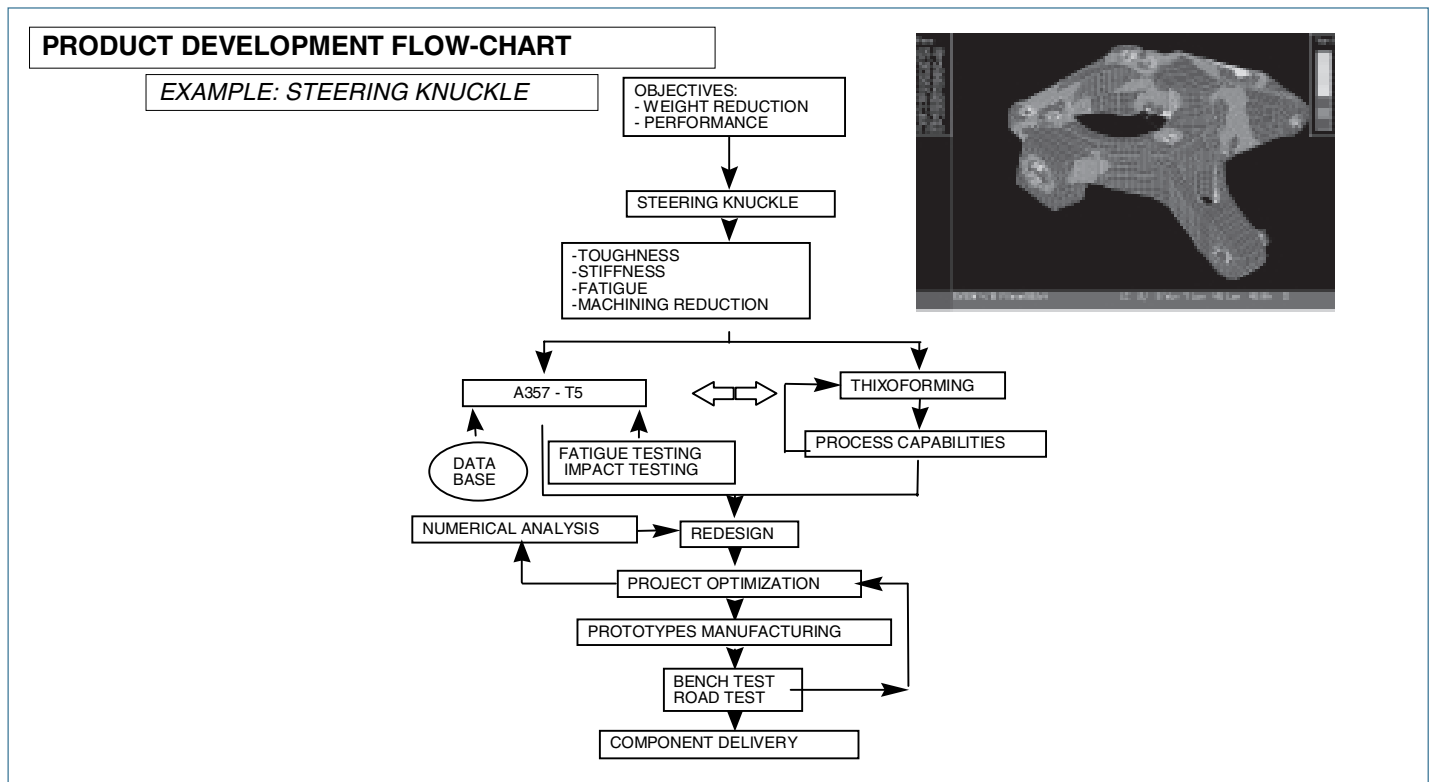 PRODUCT DEVELOPMENT FLOW-CHART
EXAMPLE: STEERING KNUCKLE
OBJECTIVES:
- WEIGHT REDUCTION
- PERFORMANCE
STEERING KNUCKLE
-TOUGHNESS
-STIFFNESS
-FATIGUE
-MACHINING REDUCTION
A357 - T5
THIXOFORMING
PROCESS CAPABILITIES
DATA
BASE
FATIGUE TESTING
IMPACT TESTING
NUMERICAL ANALYSIS
REDESIGN
PROJECT OPTIMIZATION
PROTOTYPES MANUFACTURING
BENCH TEST
ROAD TEST
COMPONENT DELIVERY